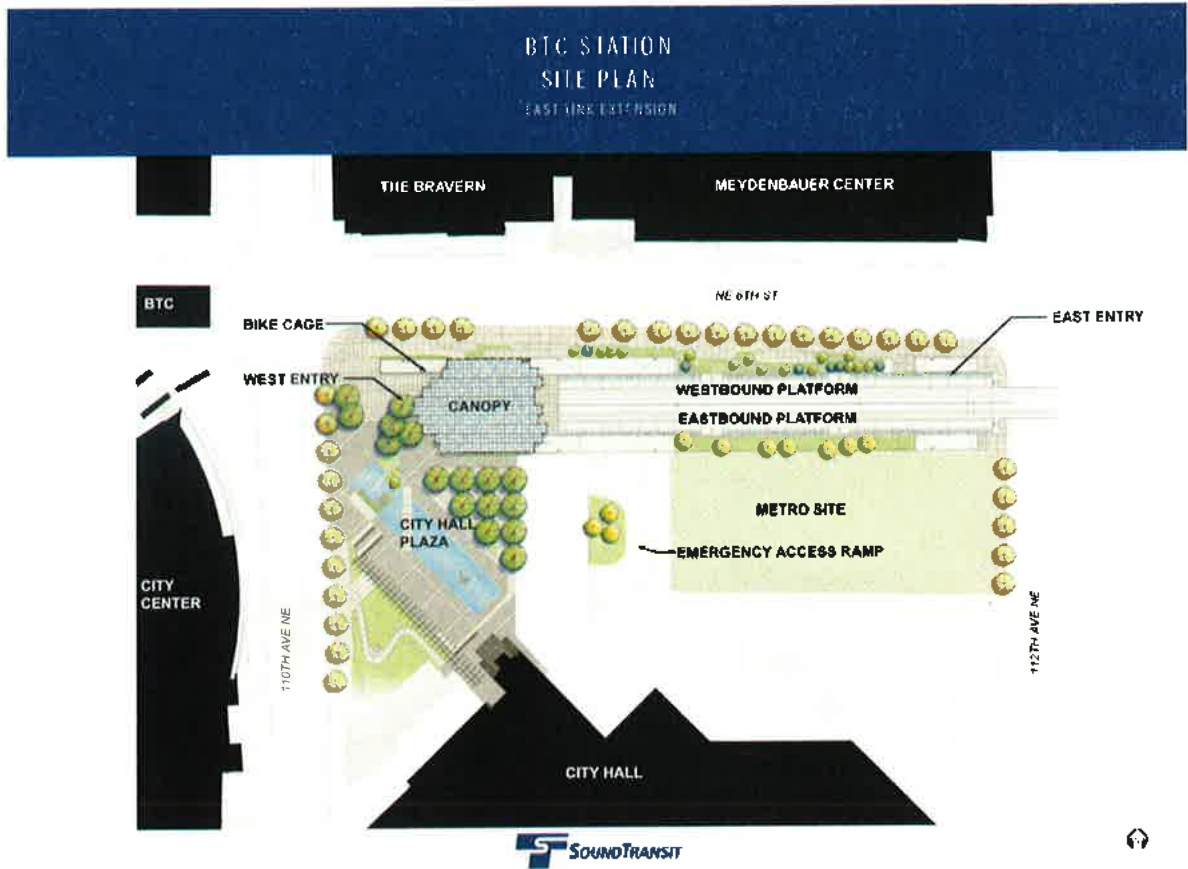 BTC STATION
SITE PLAN
EAST LINK EXTENSION
THE BRAVERN
MEYDENBAUER CENTER
NE 6TH ST
BTC
BIKE CAGE
EAST ENTRY
WEST ENTRY
WESTBOUND PLATFORM
CANOPY
EASTBOUND PLATFORM
METRO SITE
CITY HALL
PLAZA
EMERGENCY ACCESS RAMP
CITY
CENTER
110TH AVE NE
112TH AVE NE
CITY HALL
SOUNDTRANSIT